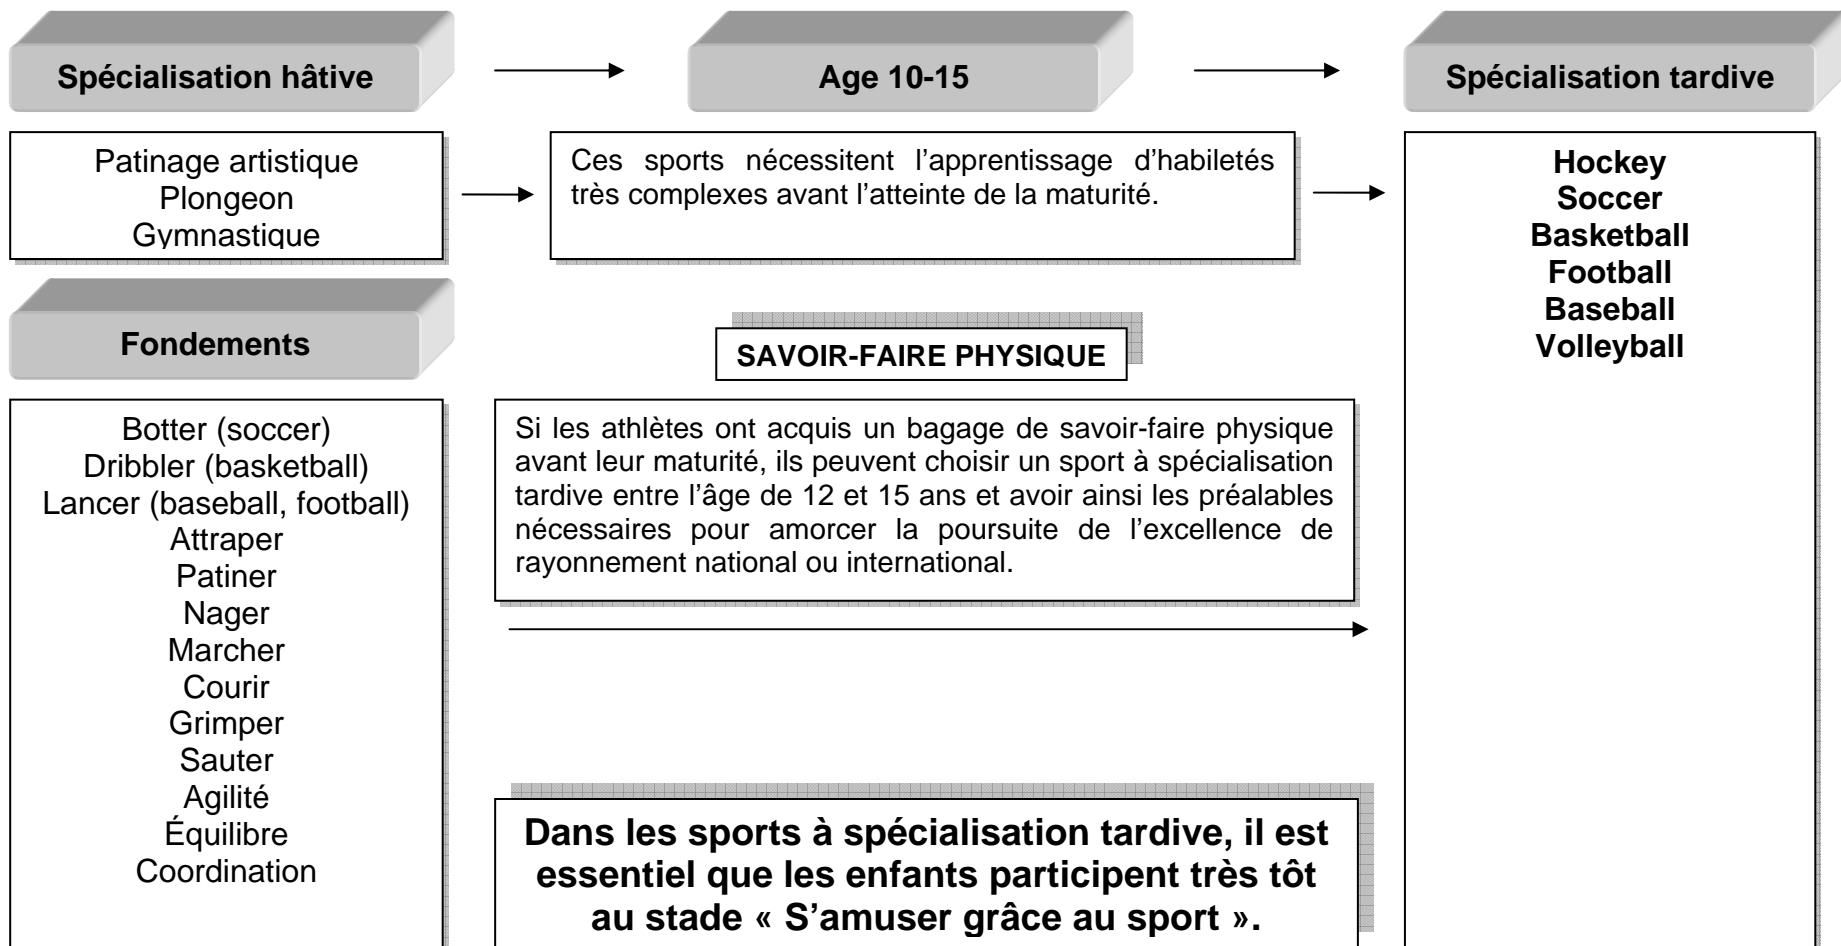 Spécialisation hâtive
Age 10-15
Spécialisation tardive
Patinage artistique
Plongeon
Gymnastique
Ces sports nécessitent l’apprentissage d’habiletés
très complexes avant l’atteinte de la maturité.
Hockey
Soccer
Basketball
Football
Baseball
Volleyball
Fondements
SAVOIR-FAIRE PHYSIQUE
Botter (soccer)
Dribbler (basketball)
Lancer (baseball, football)
Attraper
Patiner
Nager
Marcher
Courir
Grimper
Sauter
Agilité
Équilibre
Coordination
Si les athlètes ont acquis un bagage de savoir-faire physique
avant leur maturité, ils peuvent choisir un sport à spécialisation
tardive entre l’âge de 12 et 15 ans et avoir ainsi les préalables
nécessaires pour amorcer la poursuite de l’excellence de
rayonnement national ou international.
Dans les sports à spécialisation tardive, il est
essentiel que les enfants participent très tôt
au stade « S’amuser grâce au sport ».